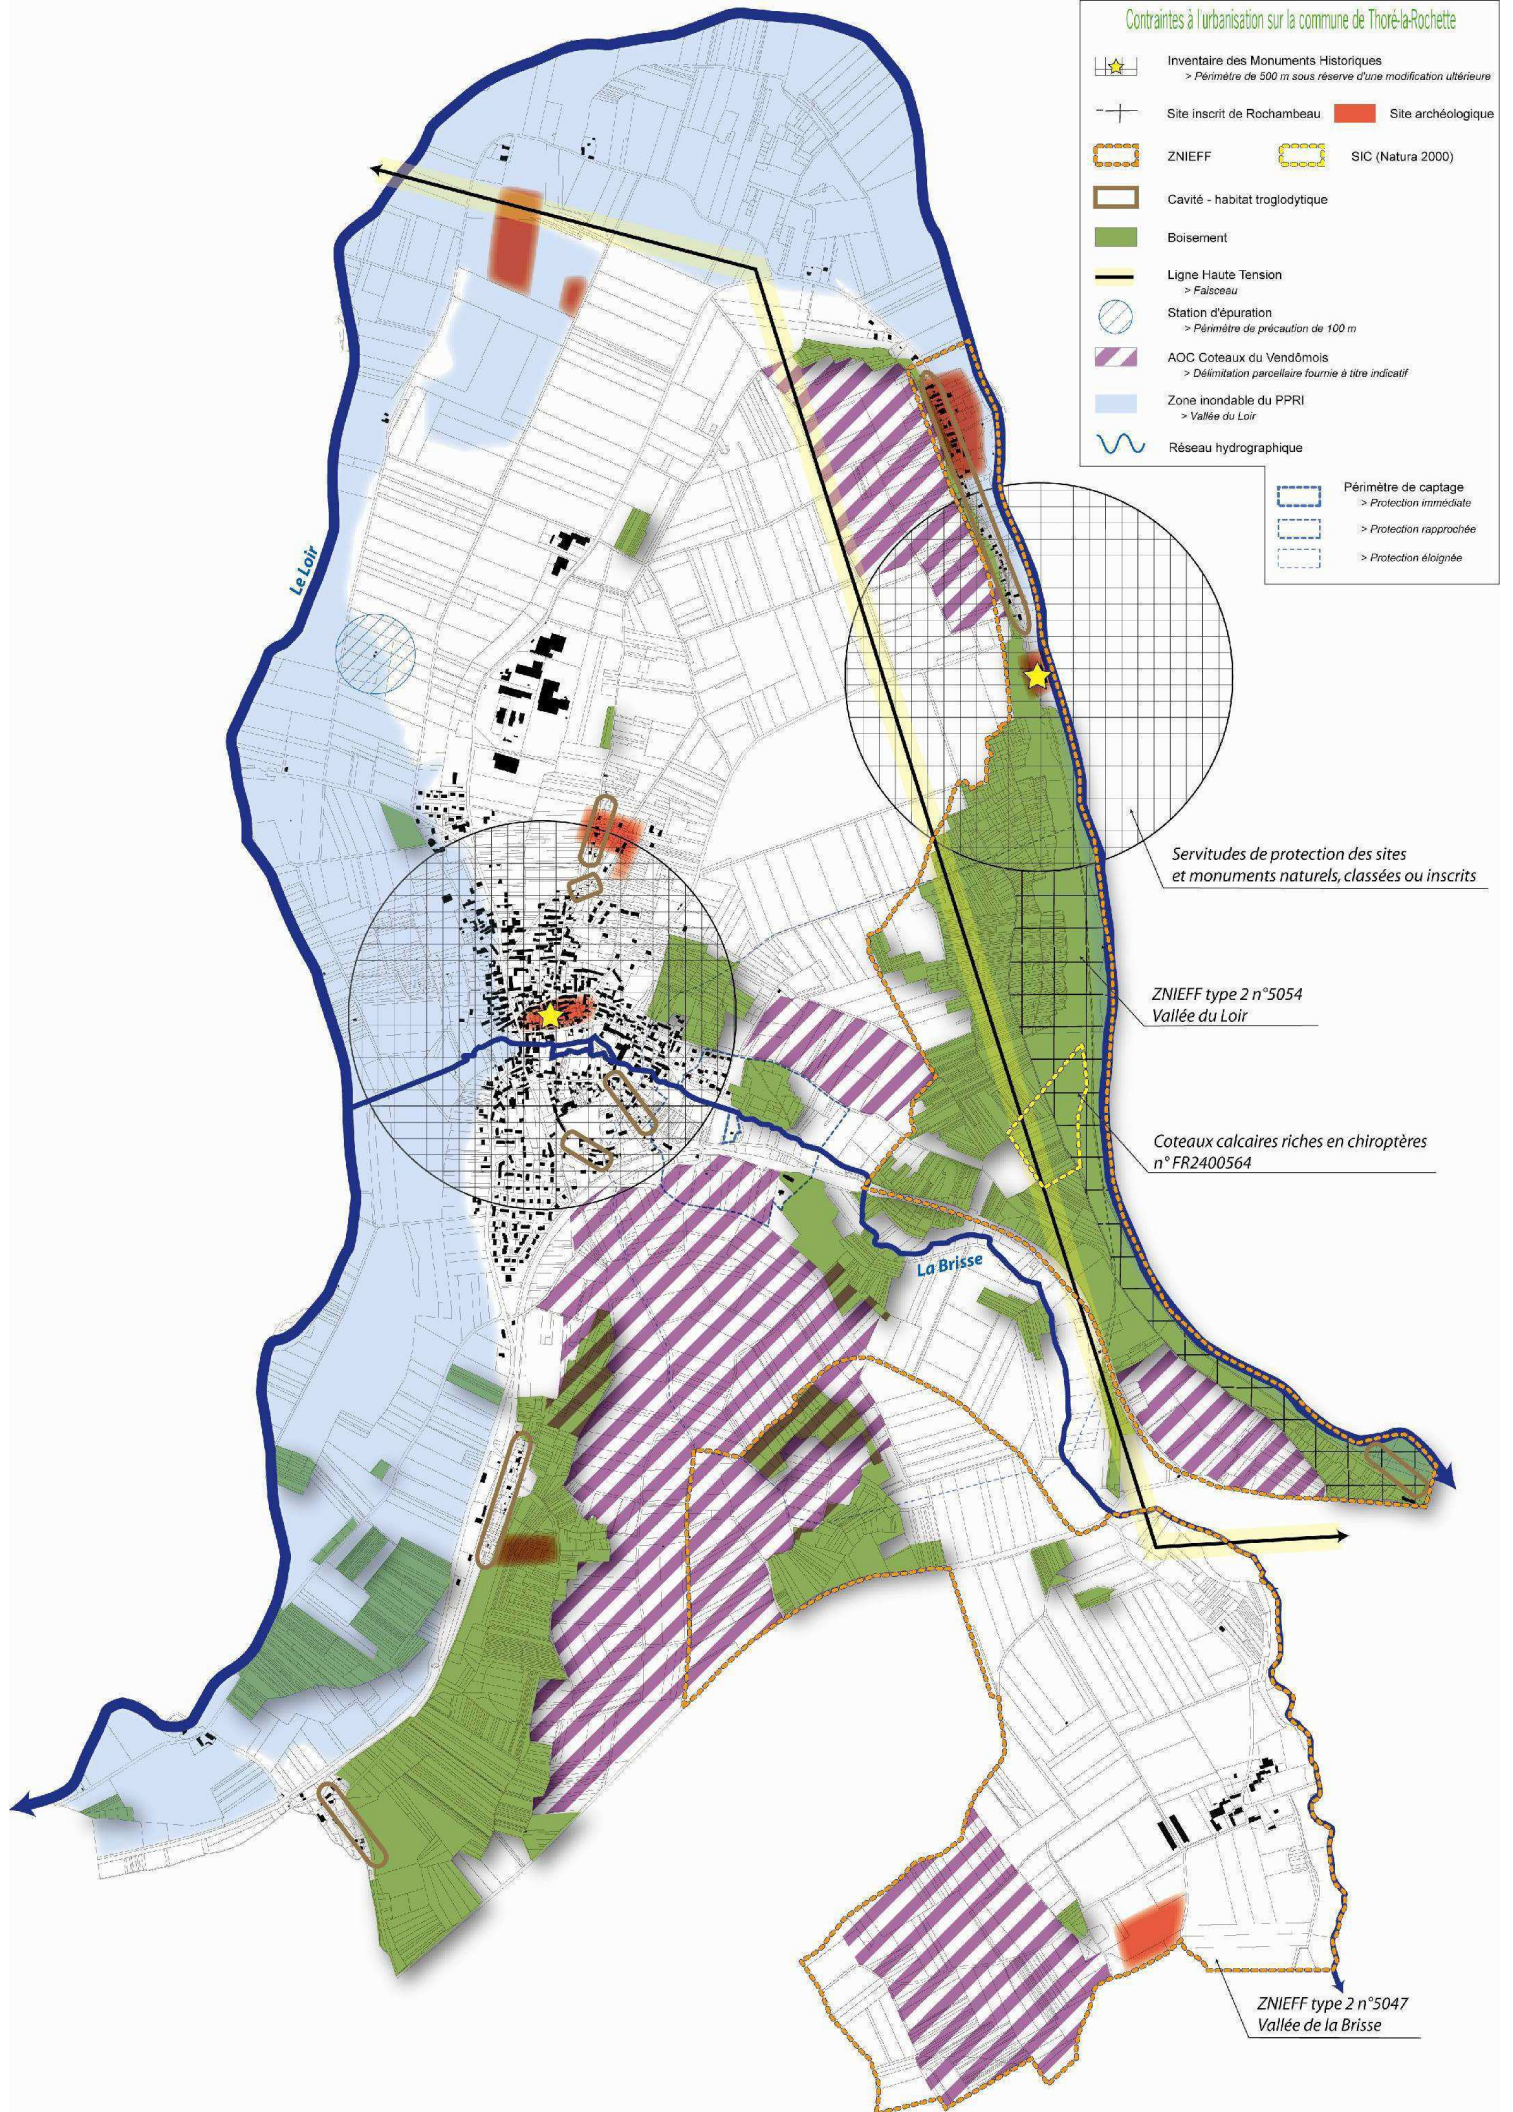 Contraintes à l'urbanisation sur la commune de Thoré-la-Rochette
Inventaire des Monuments Historiques
> Périmètre de 500 m sous réserve d'une modification ultérieure
Site inscrit de Rochambeau
Site archéologique
ZNIEFF
SIC (Natura 2000)
Cavité - habitat troglodytique
Boisement
Ligne Haute Tension
> Faisceau
Station d'épuration
> Périmètre de précaution de 100 m
AOC Coteaux du Vendômois
> Délimitation parcellaire fournie à titre indicatif
Zone inondable du PPRI
> Vallée du Loir
Réseau hydrographique
Périmètre de captage
> Protection immédiate
> Protection rapprochée
> Protection éloignée
Le Loir
Servitudes de protection des sites
et monuments naturels, classées ou inscrits
ZNIEFF type 2 n°5054
Vallée du Loir
Coteaux calcaires riches en chiroptères
n° FR2400564
La Brisse
ZNIEFF type 2 n°5047
Vallée de la Brisse